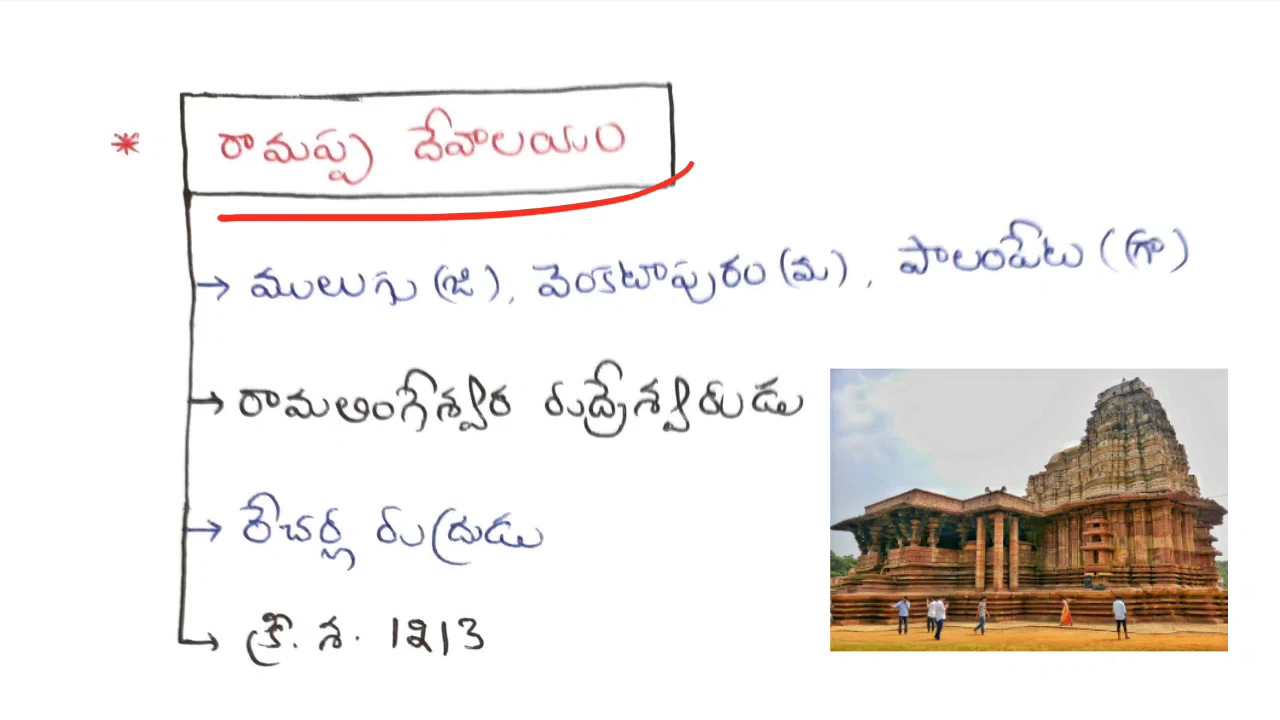 * రామప్ప దేవాలయం
→ ములుగు (జి), వెంకటాపురం (మ), పాలంపేట (గ్రా)
→ రామలింగేశ్వర రుద్రేశ్వరుడు
→ రేచర్ల రుద్రుడు
→ క్రీ.శ. 1213